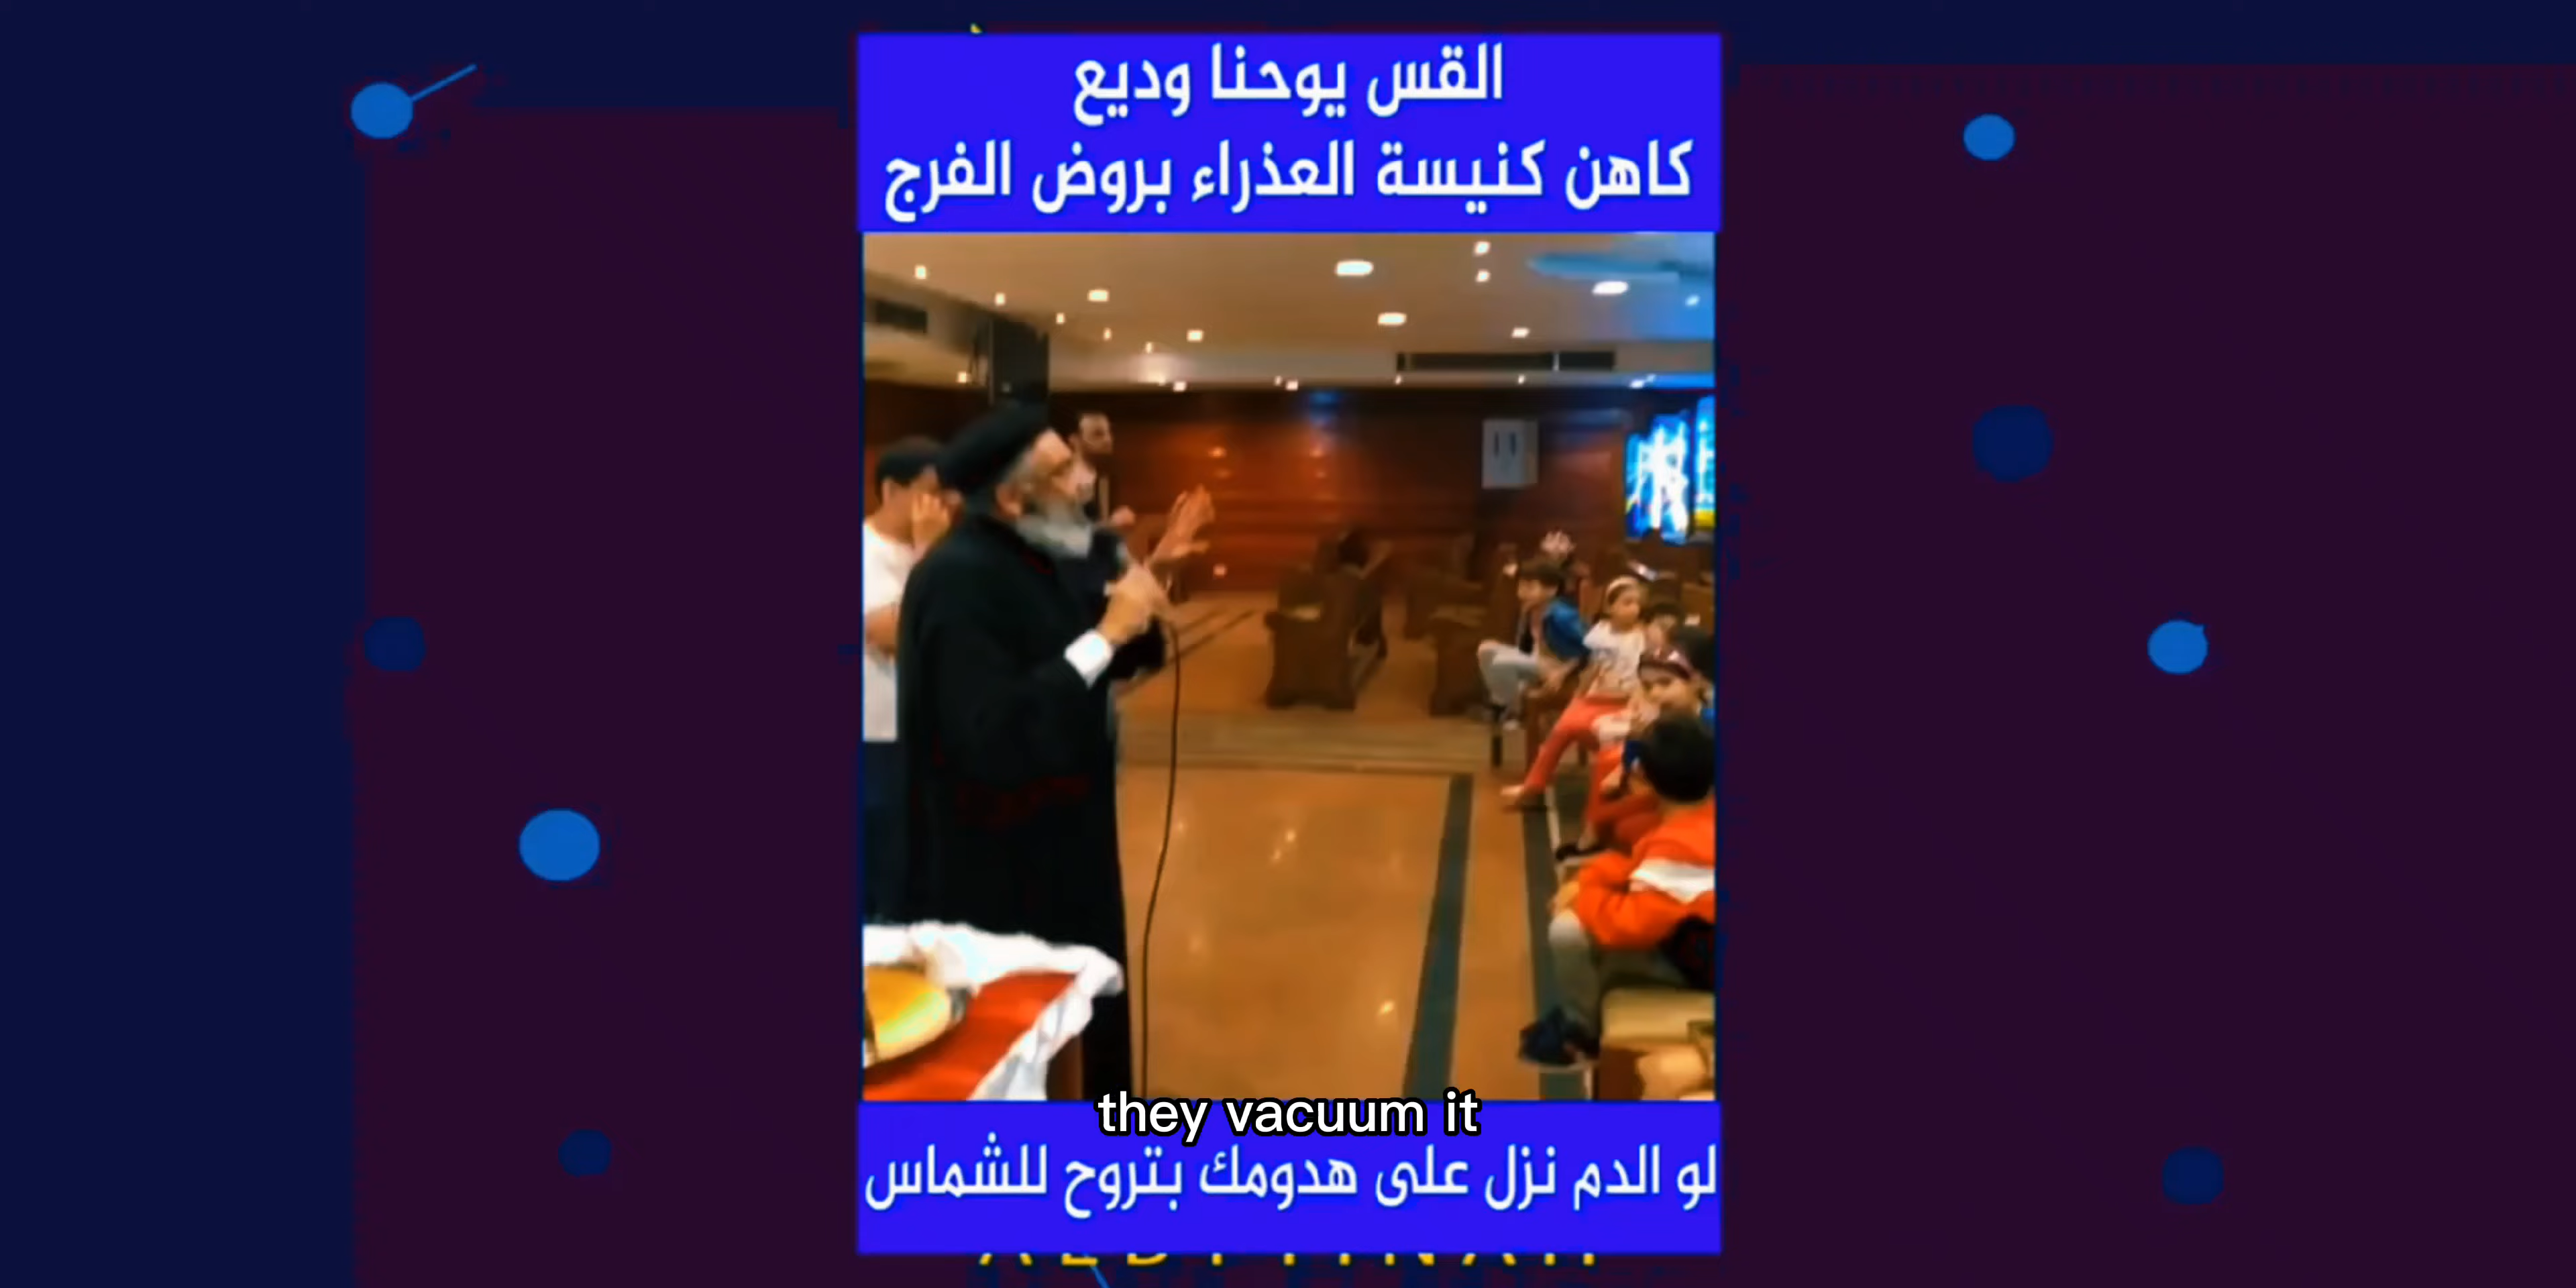 القس يوحنا وديع
كاهن كنيسة العذراء بروض الفرج
they vacuum it
لو الدم نزل على هدومك بتروح للشماس